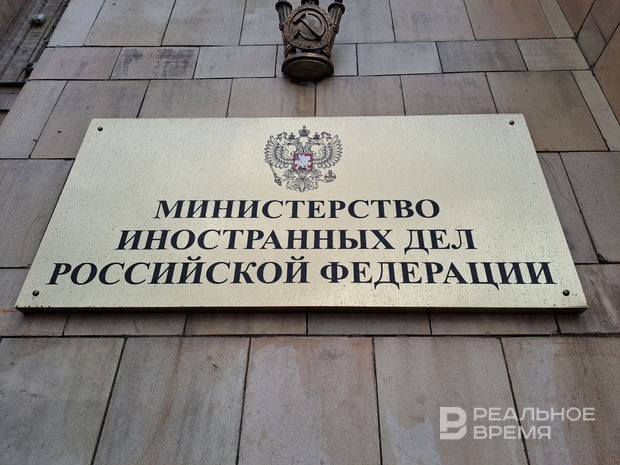 МИНИСТЕРСТВО
ИНОСТРАННЫХ ДЕЛ
РОССИЙСКОЙ ФЕДЕРАЦИИ
РЕАЛЬНОЕ
ВРЕМЯ